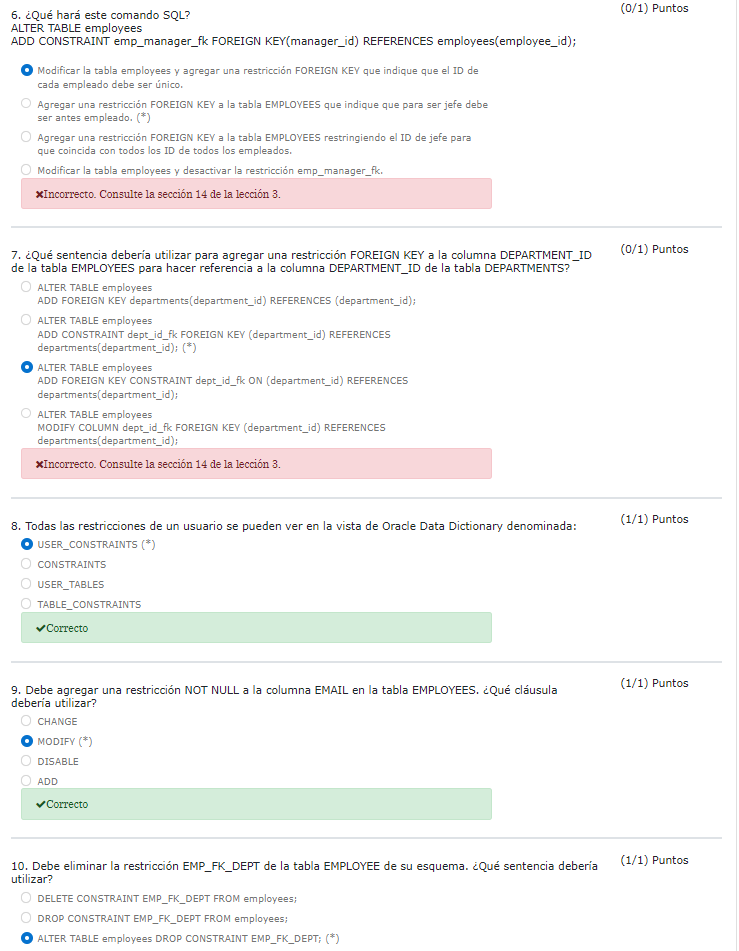 6. ¿Qué hará este comando SQL?
(0/1) Puntos
ALTER TABLE employees
ADD CONSTRAINT emp_manager_fk FOREIGN KEY(manager_id) REFERENCES employees(employee_id);
Modificar la tabla employees y agregar una restricción FOREIGN KEY que indique que el ID de
cada empleado debe ser único.
Agregar una restricción FOREIGN KEY a la tabla EMPLOYEES que indique que para ser jefe debe
ser antes empleado. (*)
Agregar una restricción FOREIGN KEY a la tabla EMPLOYEES restringiendo el ID de jefe para
que coincida con todos los ID de todos los empleados.
Modificar la tabla employees y desactivar la restricción emp_manager_fk.
✖Incorrecto. Consulte la sección 14 de la lección 3.
7. ¿Qué sentencia debería utilizar para agregar una restricción FOREIGN KEY a la columna DEPARTMENT_ID
(0/1) Puntos
de la tabla EMPLOYEES para hacer referencia a la columna DEPARTMENT_ID de la tabla DEPARTMENTS?
ALTER TABLE employees
ADD FOREIGN KEY departments(department_id) REFERENCES (department_id);
ALTER TABLE employees
ADD CONSTRAINT dept_id_fk FOREIGN KEY (department_id) REFERENCES
departments(department_id); (*)
ALTER TABLE employees
ADD FOREIGN KEY CONSTRAINT dept_id_fk ON (department_id) REFERENCES
departments(department_id);
ALTER TABLE employees
MODIFY COLUMN dept_id_fk FOREIGN KEY (department_id) REFERENCES
departments(department_id);
✖Incorrecto. Consulte la sección 14 de la lección 3.
8. Todas las restricciones de un usuario se pueden ver en la vista de Oracle Data Dictionary denominada:
(1/1) Puntos
USER_CONSTRAINTS (*)
CONSTRAINTS
USER_TABLES
TABLE_CONSTRAINTS
✔Correcto
9. Debe agregar una restricción NOT NULL a la columna EMAIL en la tabla EMPLOYEES. ¿Qué cláusula
(1/1) Puntos
debería utilizar?
CHANGE
MODIFY (*)
DISABLE
ADD
✔Correcto
10. Debe eliminar la restricción EMP_FK_DEPT de la tabla EMPLOYEE de su esquema. ¿Qué sentencia debería
(1/1) Puntos
utilizar?
DELETE CONSTRAINT EMP_FK_DEPT FROM employees;
DROP CONSTRAINT EMP_FK_DEPT FROM employees;
ALTER TABLE employees DROP CONSTRAINT EMP_FK_DEPT; (*)